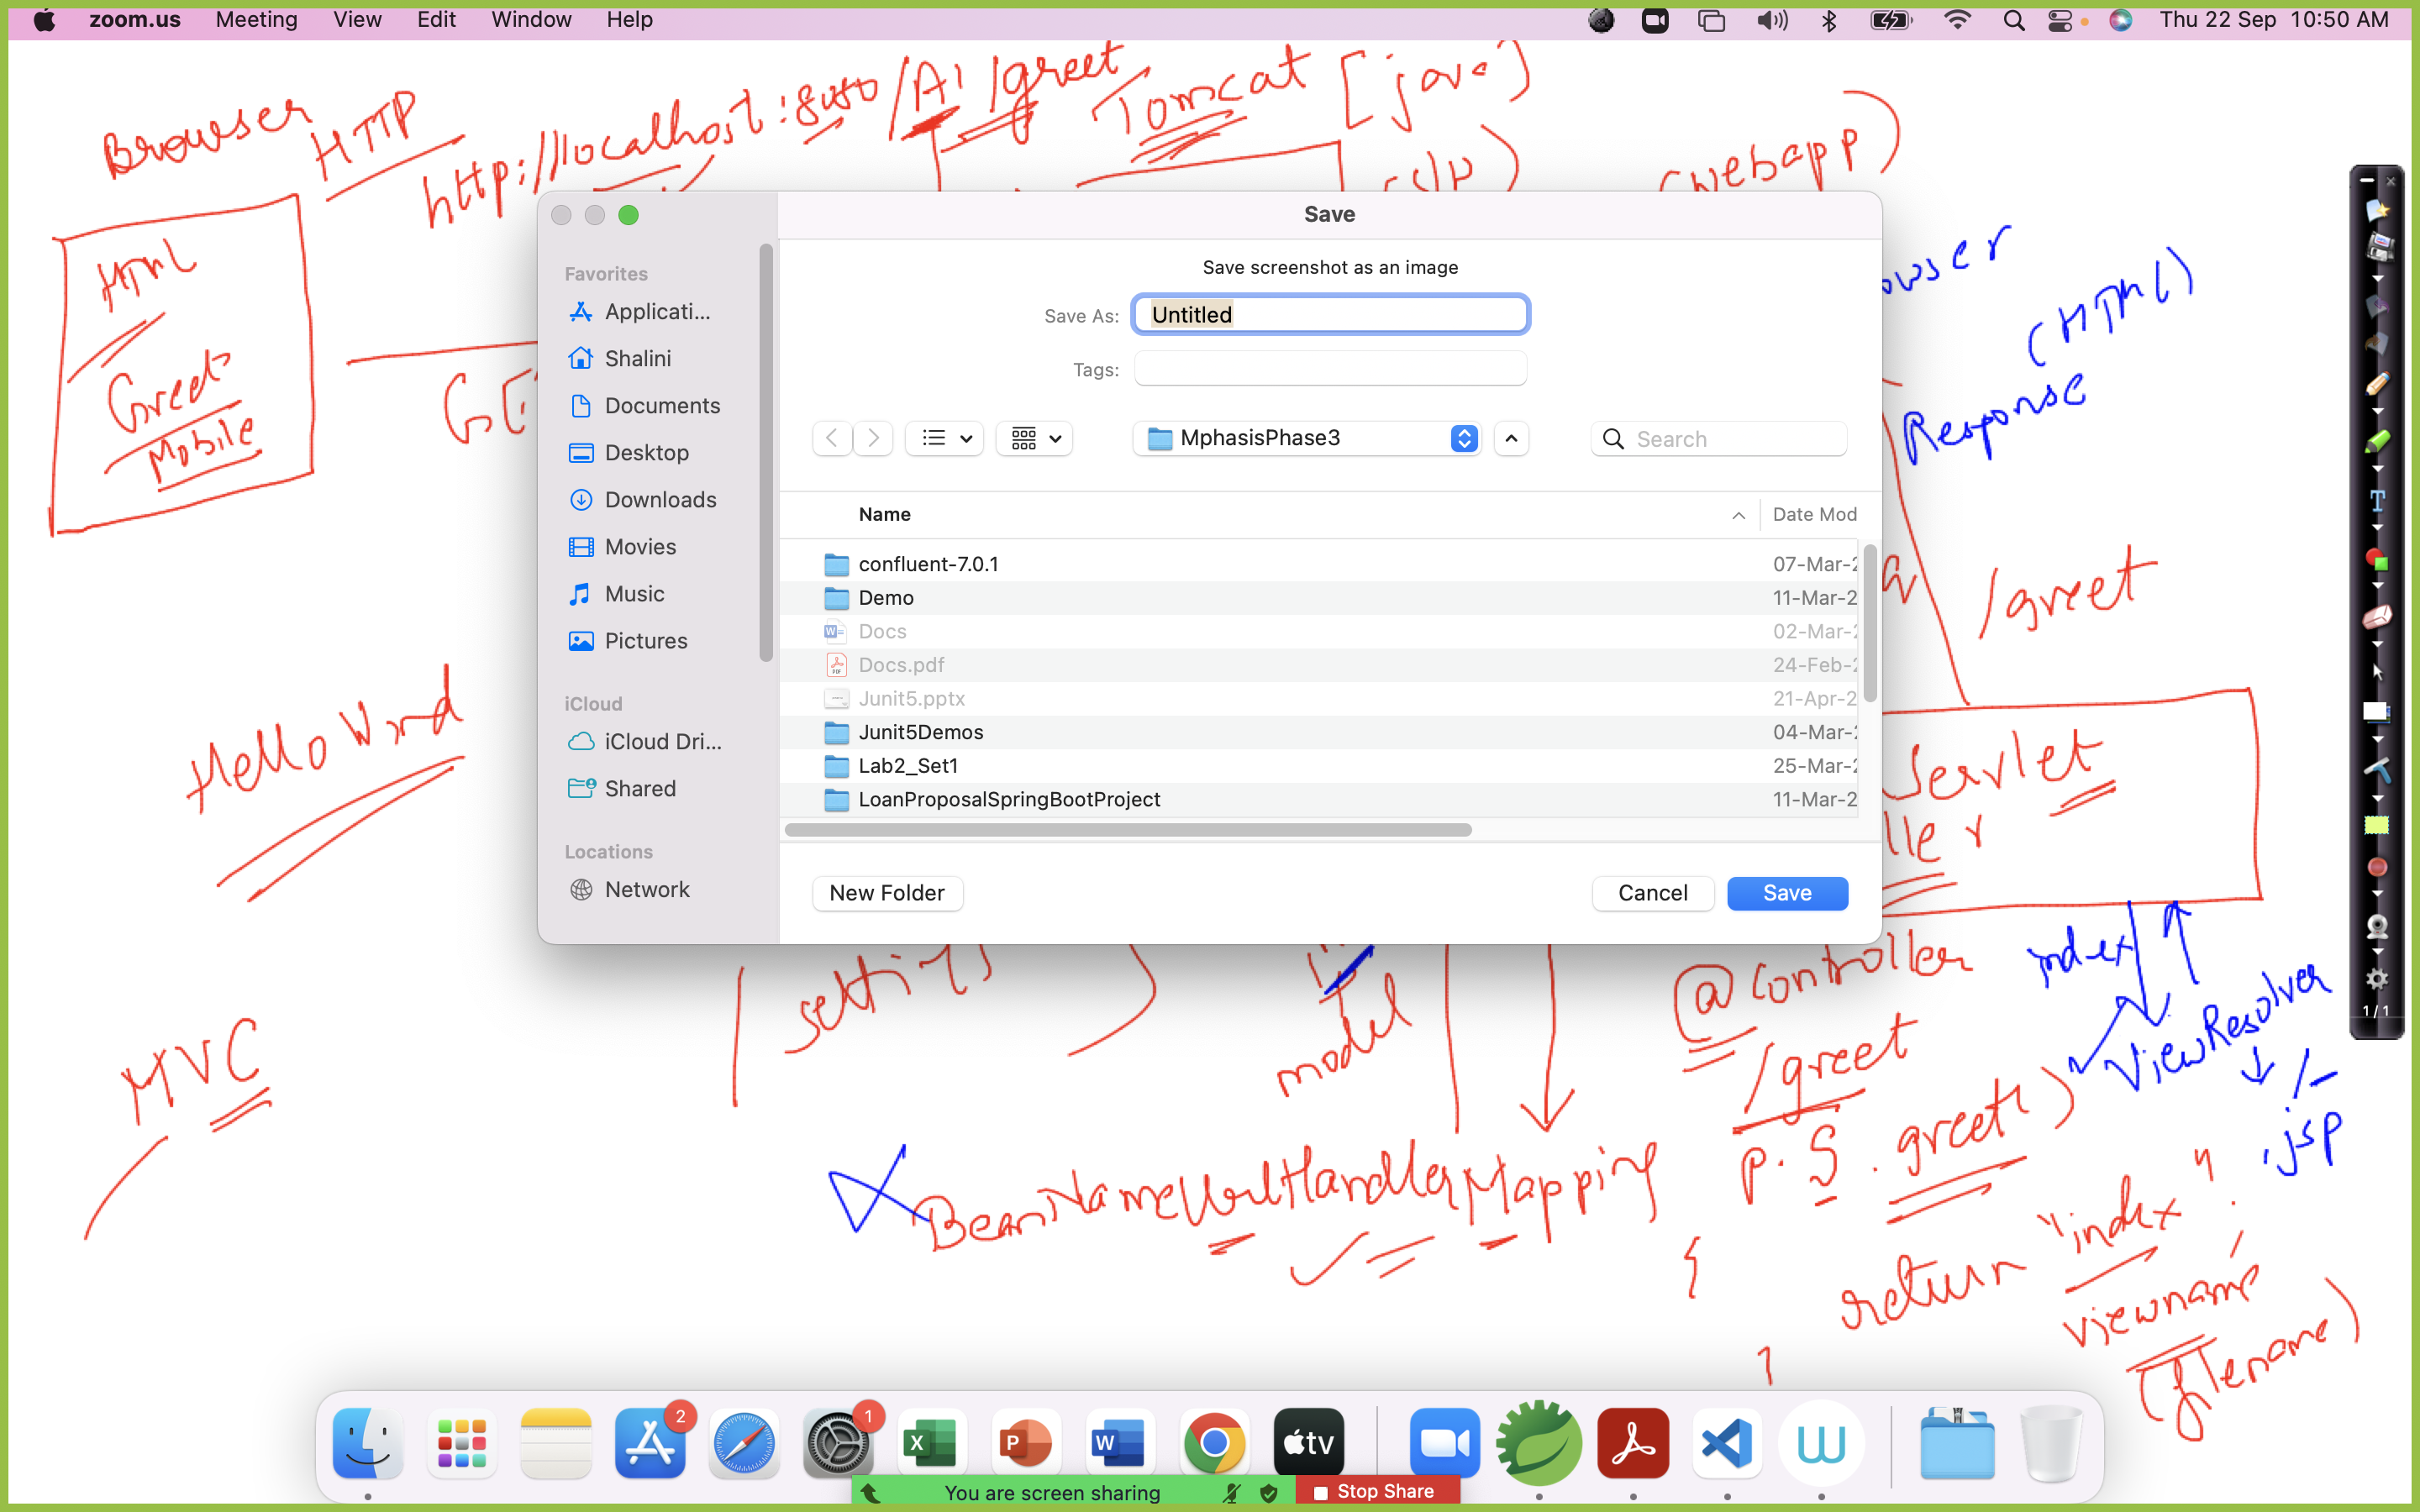 zoom.us Meeting View Edit Window Help Thu 22 Sep 10:50 AM
Browser HTTP http://localhost:8080/A1/greet Tomcat [java]
(webapp)
HTML
Greet
Mobile
Save
Save screenshot as an image
Save As: Untitled
Tags:
MphasisPhase3
Search
Name Date Mod
confluent-7.0.1 07-Mar-2
Demo 11-Mar-2
Docs 02-Mar-2
Docs.pdf 24-Feb-2
Junit5.pptx 21-Apr-2
Junit5Demos 04-Mar-2
Lab2_Set1 25-Mar-2
LoanProposalSpringBootProject 11-Mar-2
New Folder Cancel Save
Favorites
Applicati...
Shalini
Documents
Desktop
Downloads
Movies
Music
Pictures
iCloud
iCloud Dri...
Shared
Locations
Network
owser
(HTML)
Response
/greet
Servlet
ller
Hello Word
MVC
settings
model
@Controller
index
ViewResolver
/-
.jsp
/greet
P.S.greet()
BeanNameUrlHandlerMapping
{
return "index";
viewname
(filename)
}
1/1
2
1
X
P
W
tv
You are screen sharing Stop Share